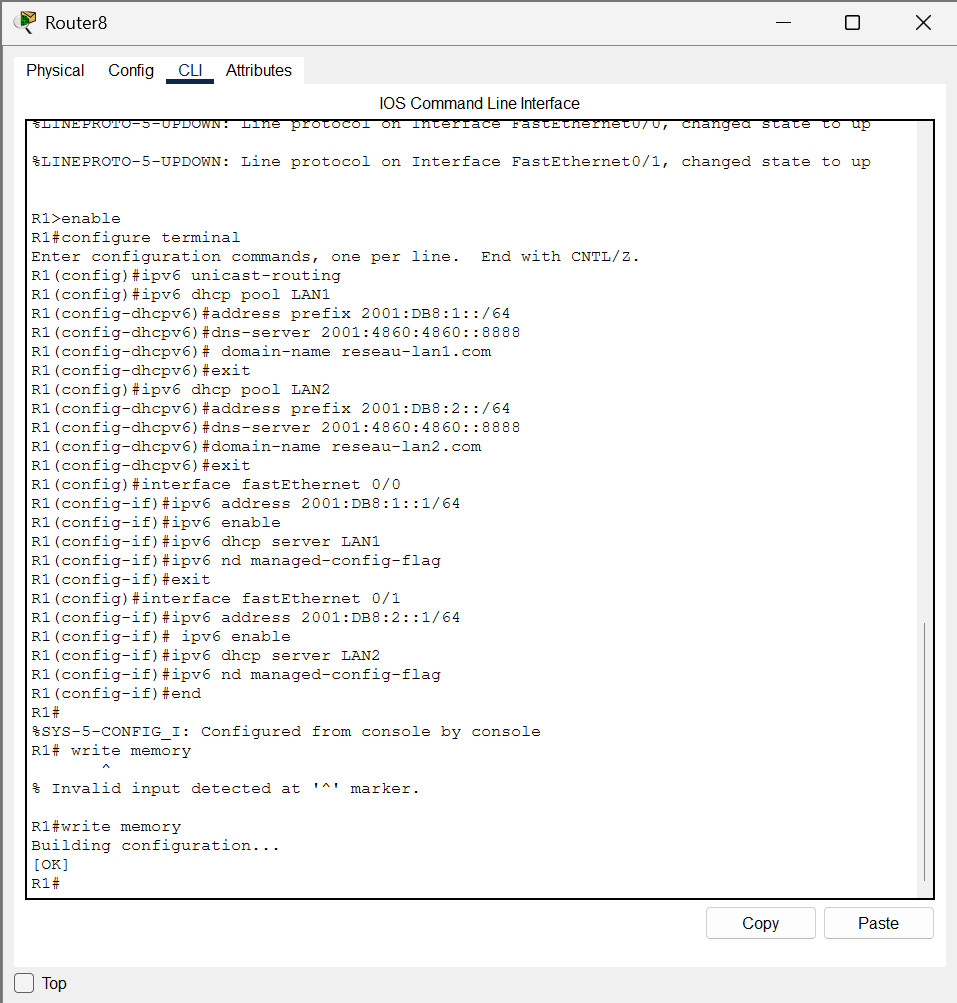 Router8
Physical Config CLI Attributes
IOS Command Line Interface
%LINEPROTO-5-UPDOWN: Line protocol on Interface FastEthernet0/0, changed state to up
%LINEPROTO-5-UPDOWN: Line protocol on Interface FastEthernet0/1, changed state to up
R1>enable
R1#configure terminal
Enter configuration commands, one per line.  End with CNTL/Z.
R1(config)#ipv6 unicast-routing
R1(config)#ipv6 dhcp pool LAN1
R1(config-dhcpv6)#address prefix 2001:DB8:1::/64
R1(config-dhcpv6)#dns-server 2001:4860:4860::8888
R1(config-dhcpv6)# domain-name reseau-lan1.com
R1(config-dhcpv6)#exit
R1(config)#ipv6 dhcp pool LAN2
R1(config-dhcpv6)#address prefix 2001:DB8:2::/64
R1(config-dhcpv6)#dns-server 2001:4860:4860::8888
R1(config-dhcpv6)#domain-name reseau-lan2.com
R1(config-dhcpv6)#exit
R1(config)#interface fastEthernet 0/0
R1(config-if)#ipv6 address 2001:DB8:1::1/64
R1(config-if)#ipv6 enable
R1(config-if)#ipv6 dhcp server LAN1
R1(config-if)#ipv6 nd managed-config-flag
R1(config-if)#exit
R1(config)#interface fastEthernet 0/1
R1(config-if)#ipv6 address 2001:DB8:2::1/64
R1(config-if)# ipv6 enable
R1(config-if)#ipv6 dhcp server LAN2
R1(config-if)#ipv6 nd managed-config-flag
R1(config-if)#end
R1#
%SYS-5-CONFIG_I: Configured from console by console
R1# write memory
^
% Invalid input detected at '^' marker.
R1#write memory
Building configuration...
[OK]
R1#
Copy Paste
Top